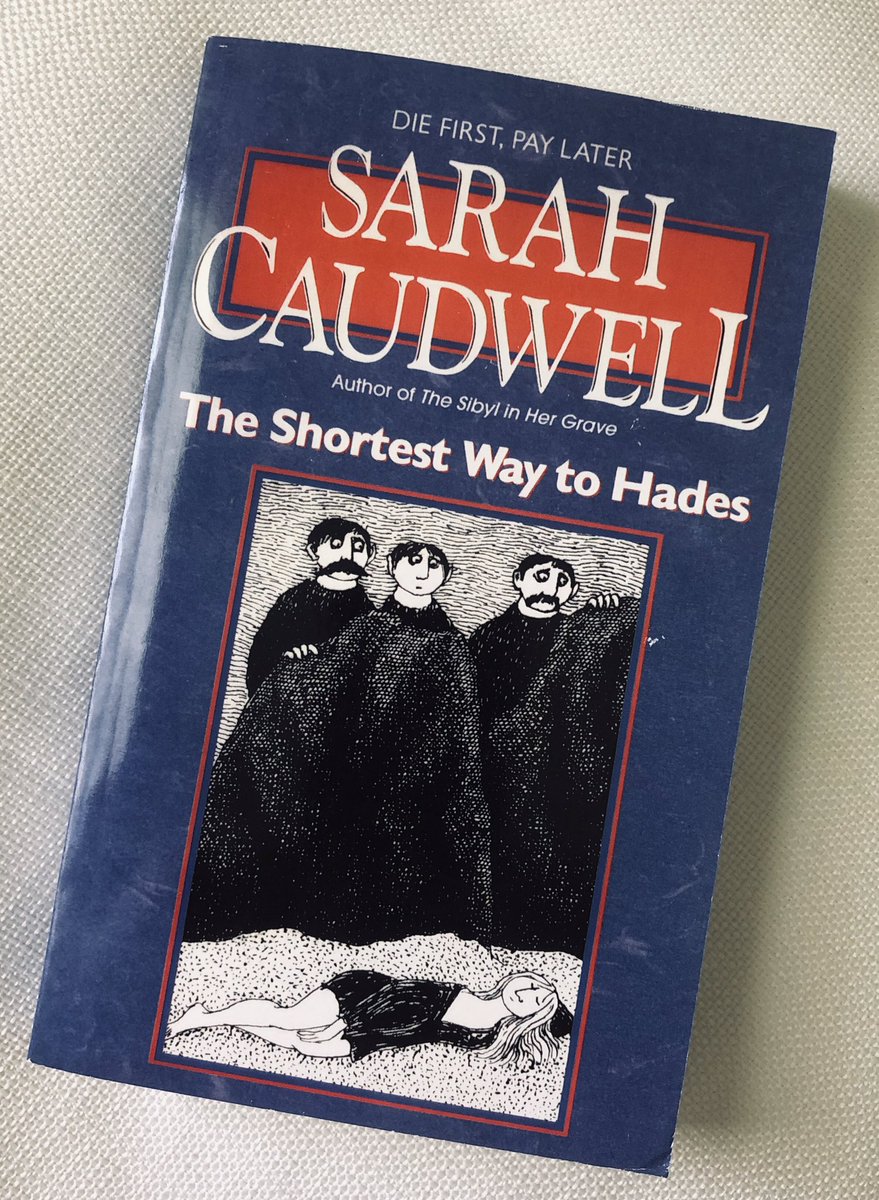 DIE FIRST, PAY LATER
SARAH
CAUDWELL
Author of The Sibyl in Her Grave
The Shortest Way to Hades